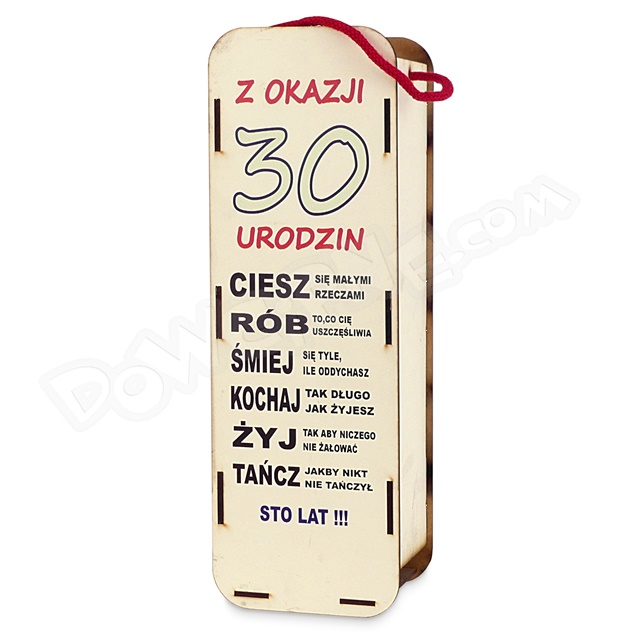 Z OKAZJI
30
URODZIN
CIESZ SIĘ MAŁYMI
RZECZAMI
RÓB TO,CO CIĘ
USZCZĘŚLIWIA
ŚMIEJ SIĘ TYLE,
ILE ODDYCHASZ
KOCHAJ TAK DŁUGO
JAK ŻYJESZ
ŻYJ TAK ABY NICZEGO
NIE ŻAŁOWAĆ
TAŃCZ JAKBY NIKT
NIE TAŃCZYŁ
STO LAT !!!